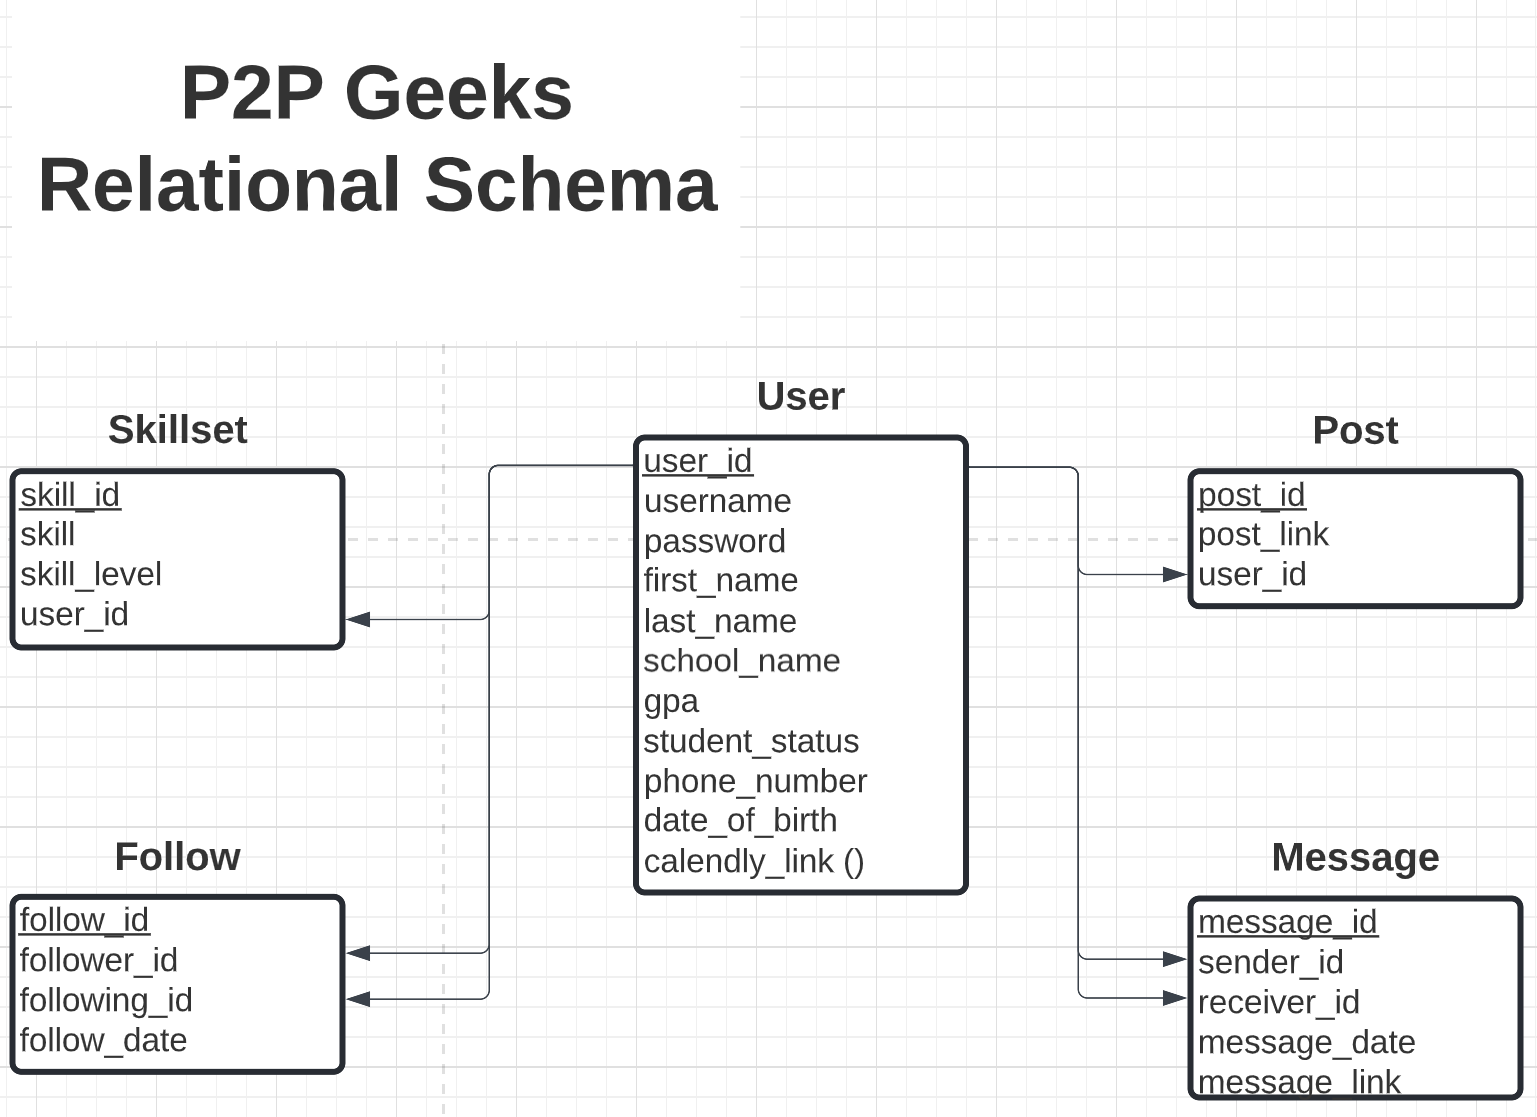 P2P Geeks
Relational Schema
Skillset
skill_id
skill
skill_level
user_id
User
user_id
username
password
first_name
last_name
school_name
gpa
student_status
phone_number
date_of_birth
calendly_link ()
Post
post_id
post_link
user_id
Follow
follow_id
follower_id
following_id
follow_date
Message
message_id
sender_id
receiver_id
message_date
message_link